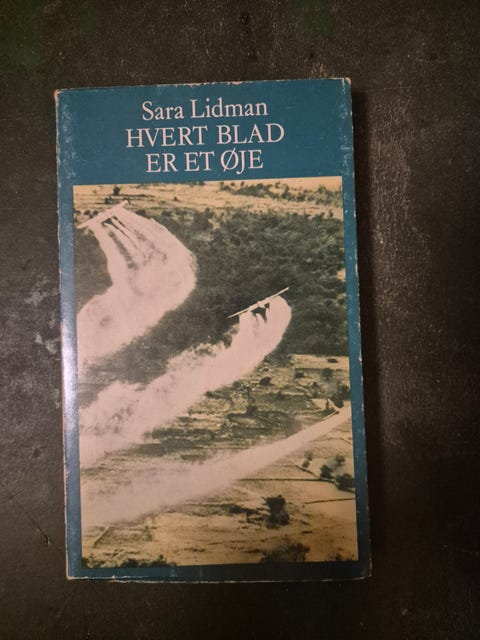 Sara Lidman
HVERT BLAD
ER ET ØJE